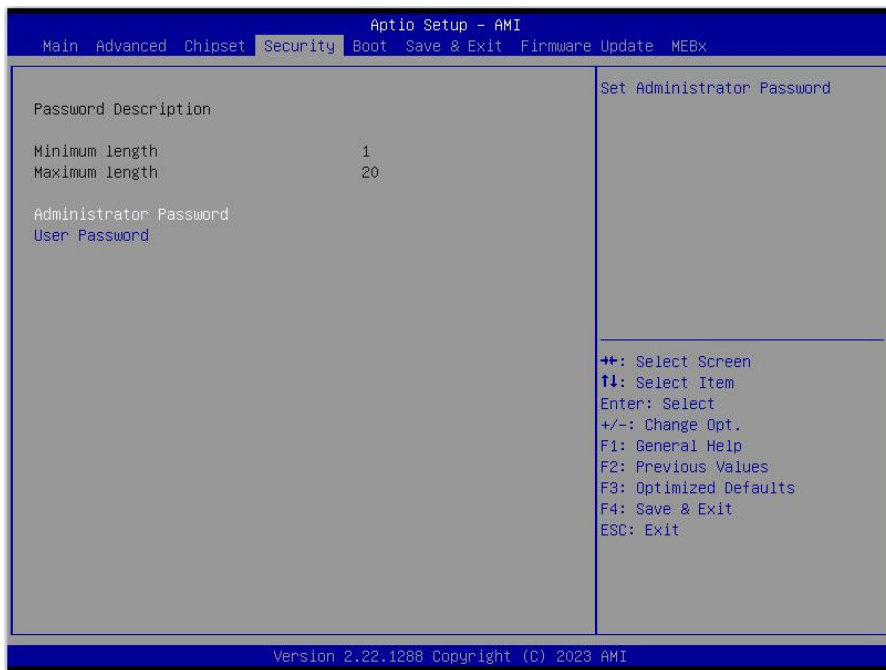 Aptio Setup – AMI
Main Advanced Chipset Security Boot Save & Exit Firmware Update MEBx
Password Description
Minimum length 1
Maximum length 20
Administrator Password
User Password
Set Administrator Password
→←: Select Screen
↑↓: Select Item
Enter: Select
+/-: Change Opt.
F1: General Help
F2: Previous Values
F3: Optimized Defaults
F4: Save & Exit
ESC: Exit
Version 2.22.1288 Copyright (C) 2023 AMI